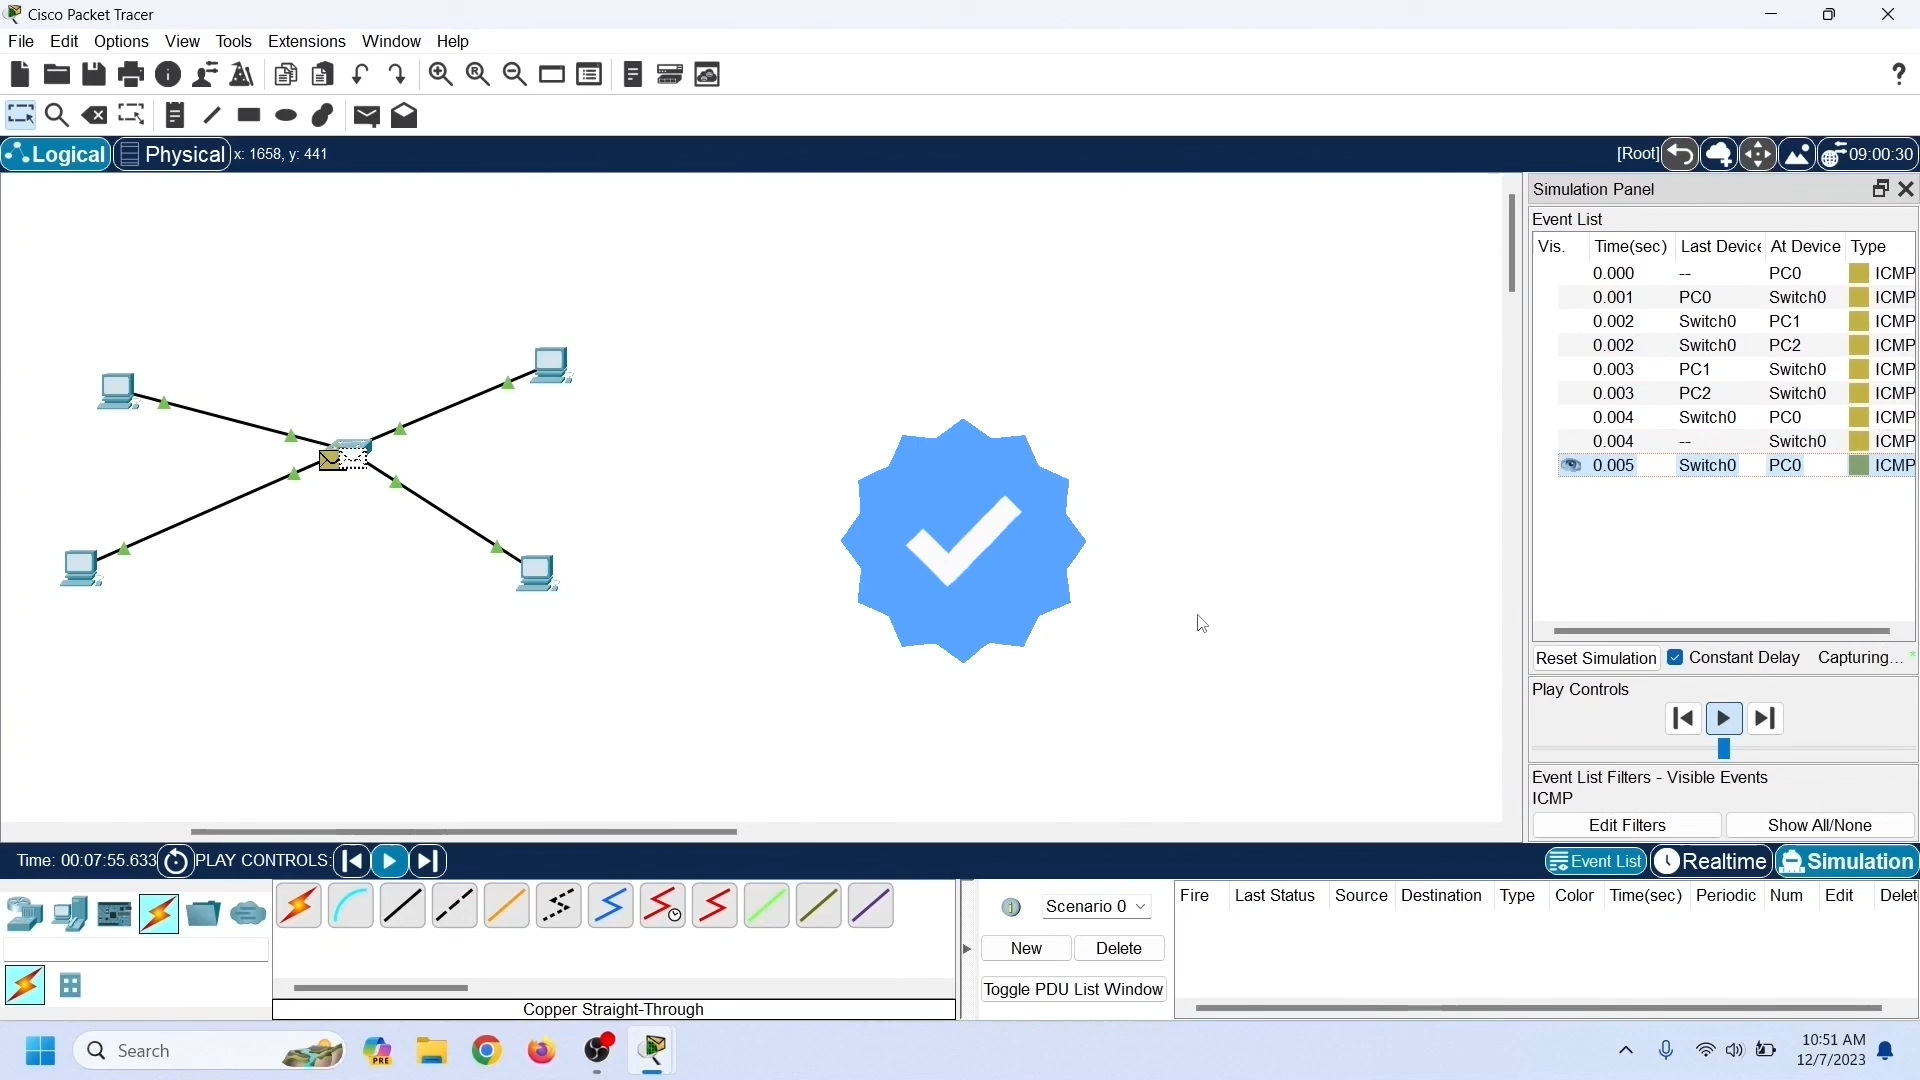 Cisco Packet Tracer
File Edit Options View Tools Extensions Window Help
Logical Physical x: 1658, y: 441 [Root] 09:00:30
Simulation Panel
Event List
Vis. Time(sec) Last Device At Device Type
0.000 -- PC0 ICMP
0.001 PC0 Switch0 ICMP
0.002 Switch0 PC1 ICMP
0.002 Switch0 PC2 ICMP
0.003 PC1 Switch0 ICMP
0.003 PC2 Switch0 ICMP
0.004 Switch0 PC0 ICMP
0.004 -- Switch0 ICMP
0.005 Switch0 PC0 ICMP
Reset Simulation Constant Delay Capturing... *
Play Controls
Event List Filters - Visible Events
ICMP
Edit Filters Show All/None
Time: 00:07:55.633 PLAY CONTROLS: Event List Realtime Simulation
Scenario 0
New Delete
Toggle PDU List Window
Fire Last Status Source Destination Type Color Time(sec) Periodic Num Edit Delet
Copper Straight-Through
Search PRE
10:51 AM
12/7/2023